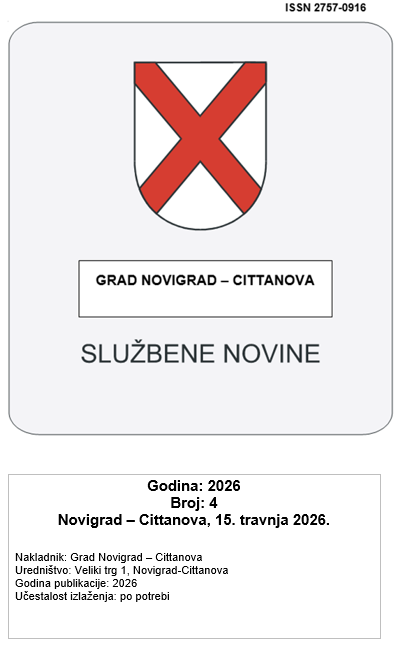 ISSN 2757-0916
GRAD NOVIGRAD – CITTANOVA
SLUŽBENE NOVINE
Godina: 2026
Broj: 4
Novigrad – Cittanova, 15. travnja 2026.
Nakladnik: Grad Novigrad – Cittanova
Uredništvo: Veliki trg 1, Novigrad-Cittanova
Godina publikacije: 2026
Učestalost izlaženja: po potrebi